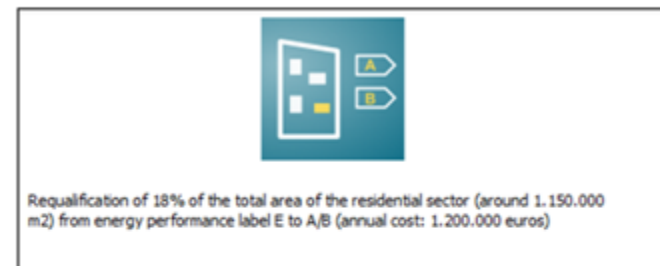 A
B
Requalification of 18% of the total area of the residential sector (around 1.150.000
m2) from energy performance label E to A/B (annual cost: 1.200.000 euros)